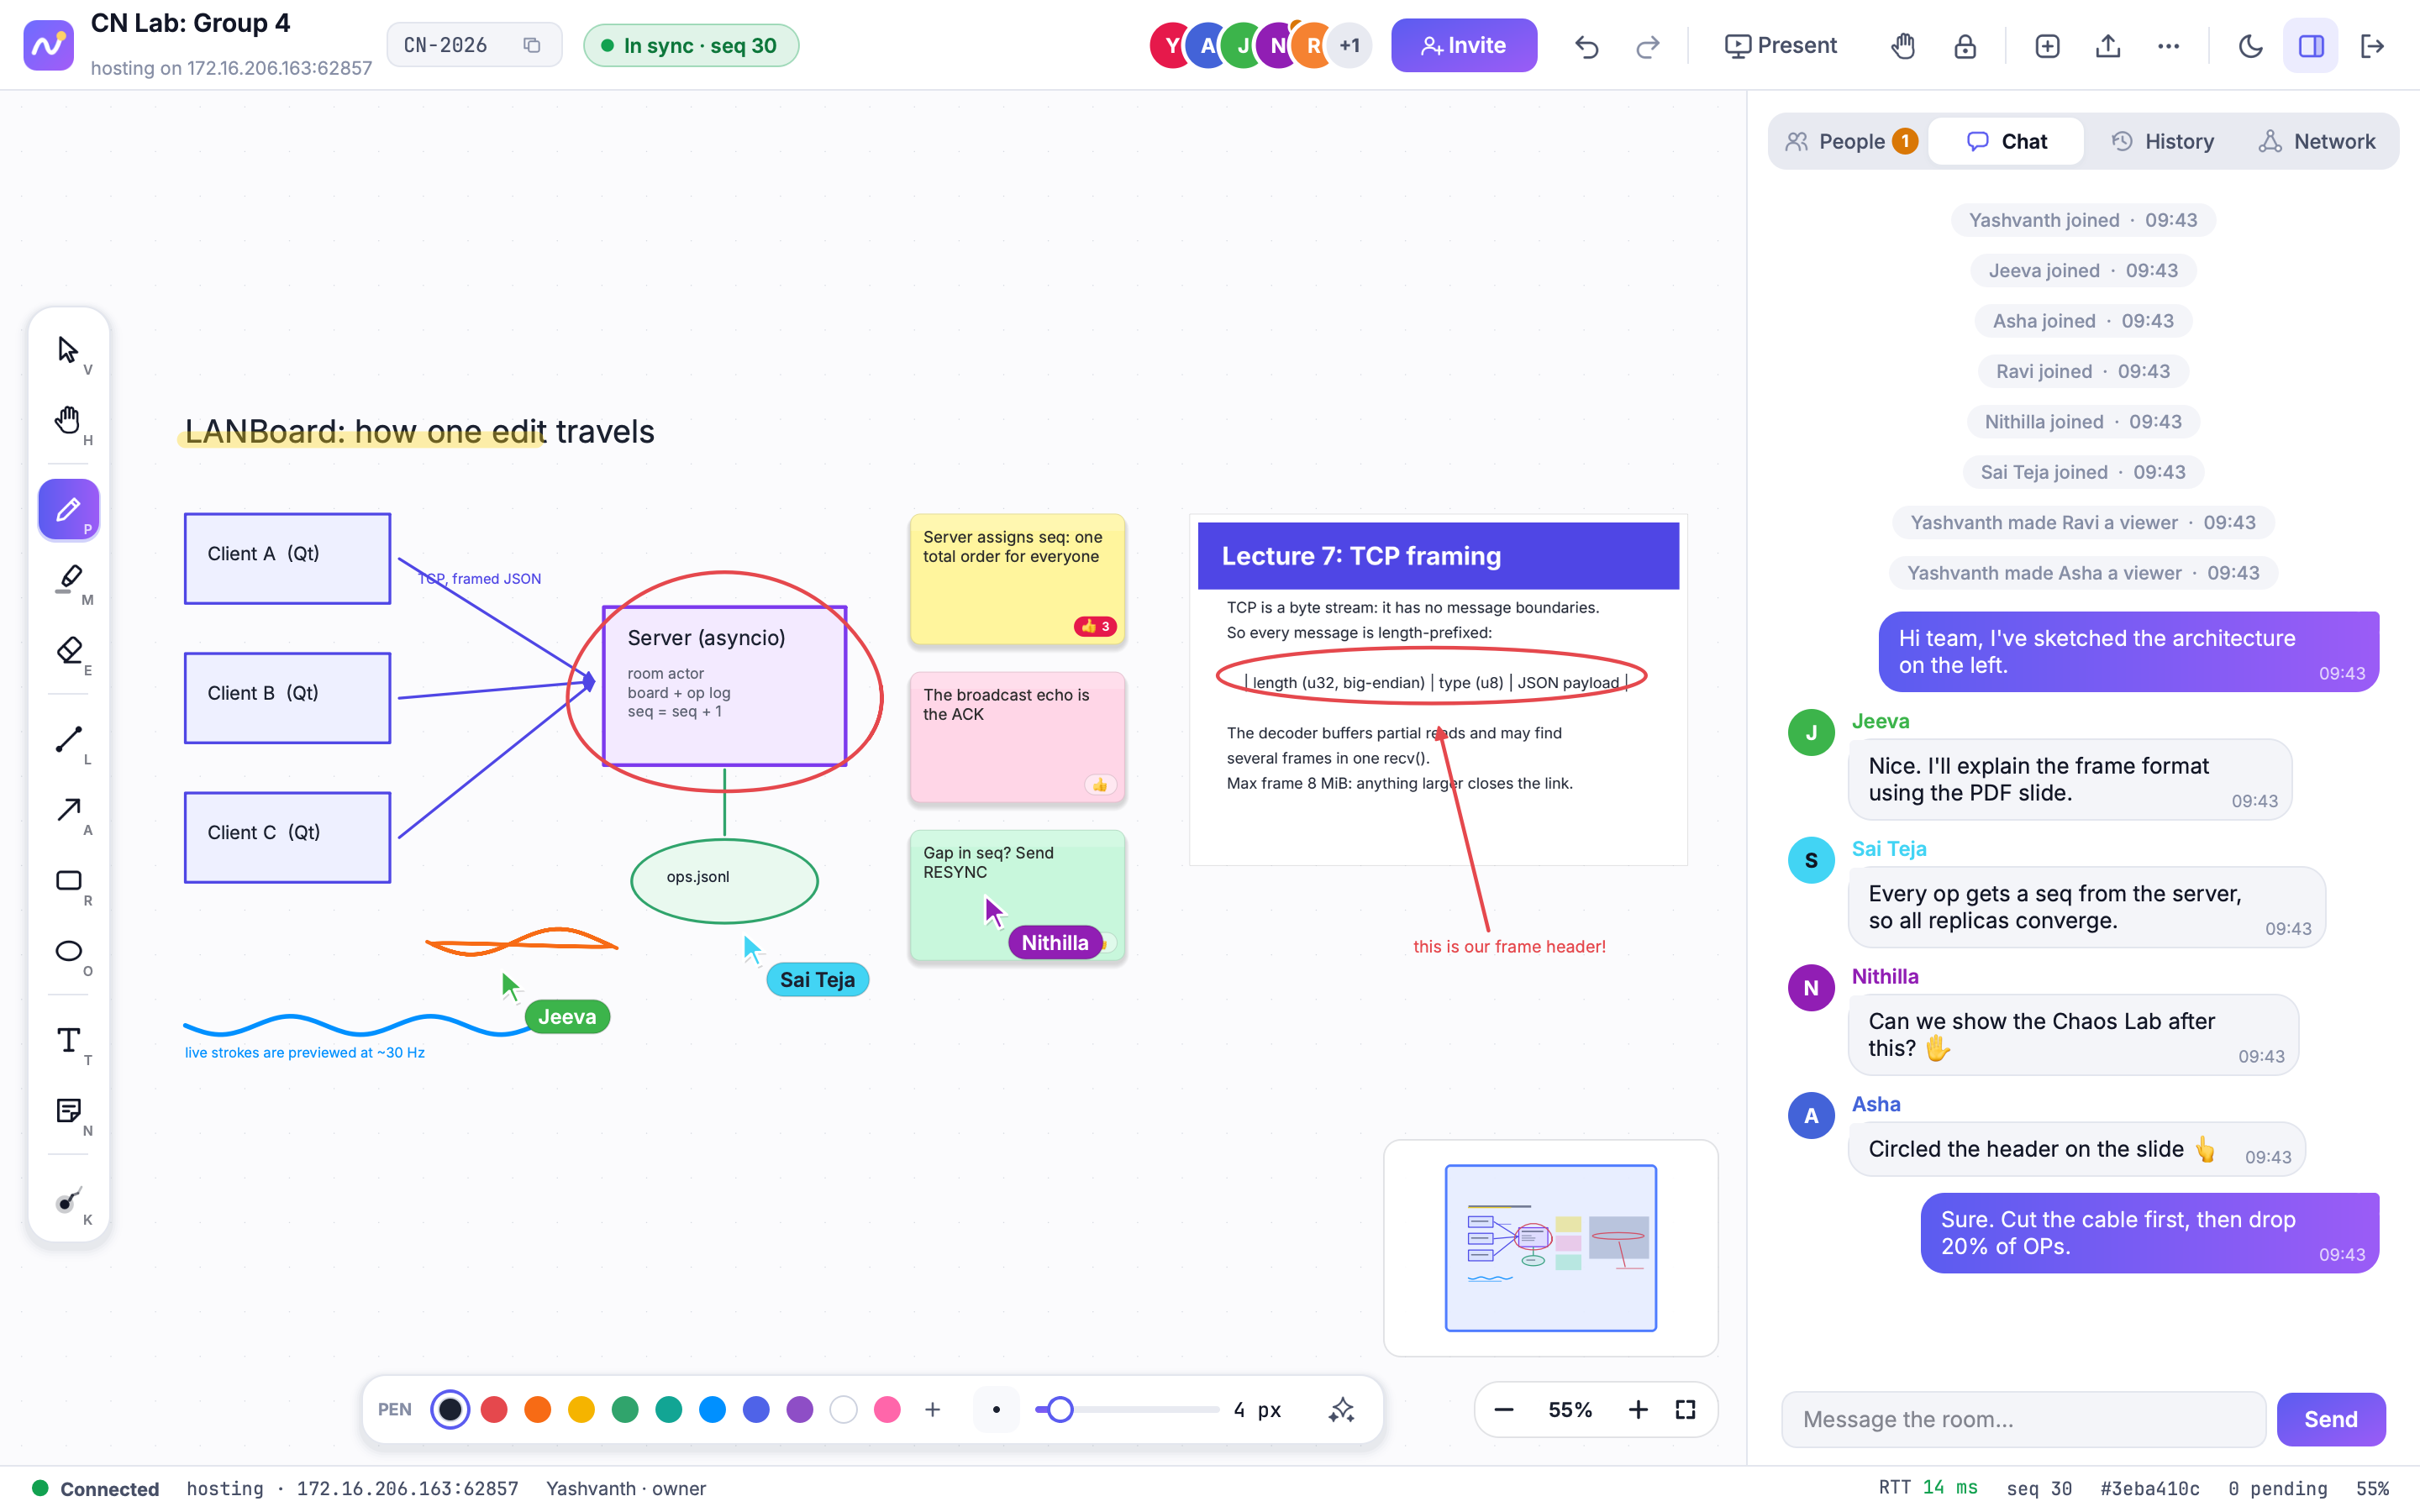 CN Lab: Group 4
hosting on 172.16.206.163:62857
CN-2026
In sync · seq 30
Y
A
J
N
R
+1
Invite
Present
People 1
Chat
History
Network
V
H
P
M
E
L
A
R
O
T
N
K
LANBoard: how one edit travels
Client A (Qt)
TCP, framed JSON
Client B (Qt)
Client C (Qt)
Server (asyncio)
room actor
board + op log
seq = seq + 1
ops.jsonl
Server assigns seq: one
total order for everyone
👍 3
The broadcast echo is
the ACK
👍
Gap in seq? Send
RESYNC
Nithilla
Sai Teja
Jeeva
live strokes are previewed at ~30 Hz
Lecture 7: TCP framing
TCP is a byte stream: it has no message boundaries.
So every message is length-prefixed:
| length (u32, big-endian) | type (u8) | JSON payload |
The decoder buffers partial reads and may find
several frames in one recv().
Max frame 8 MiB: anything larger closes the link.
this is our frame header!
Yashvanth joined · 09:43
Jeeva joined · 09:43
Asha joined · 09:43
Ravi joined · 09:43
Nithilla joined · 09:43
Sai Teja joined · 09:43
Yashvanth made Ravi a viewer · 09:43
Yashvanth made Asha a viewer · 09:43
Hi team, I've sketched the architecture
on the left.
09:43
J
Jeeva
Nice. I'll explain the frame format
using the PDF slide.
09:43
S
Sai Teja
Every op gets a seq from the server,
so all replicas converge.
09:43
N
Nithilla
Can we show the Chaos Lab after
this? ✋
09:43
A
Asha
Circled the header on the slide 👆
09:43
Sure. Cut the cable first, then drop
20% of OPs.
09:43
Message the room...
Send
PEN
4 px
55%
Connected
hosting · 172.16.206.163:62857
Yashvanth · owner
RTT 14 ms
seq 30
#3eba410c
0 pending
55%